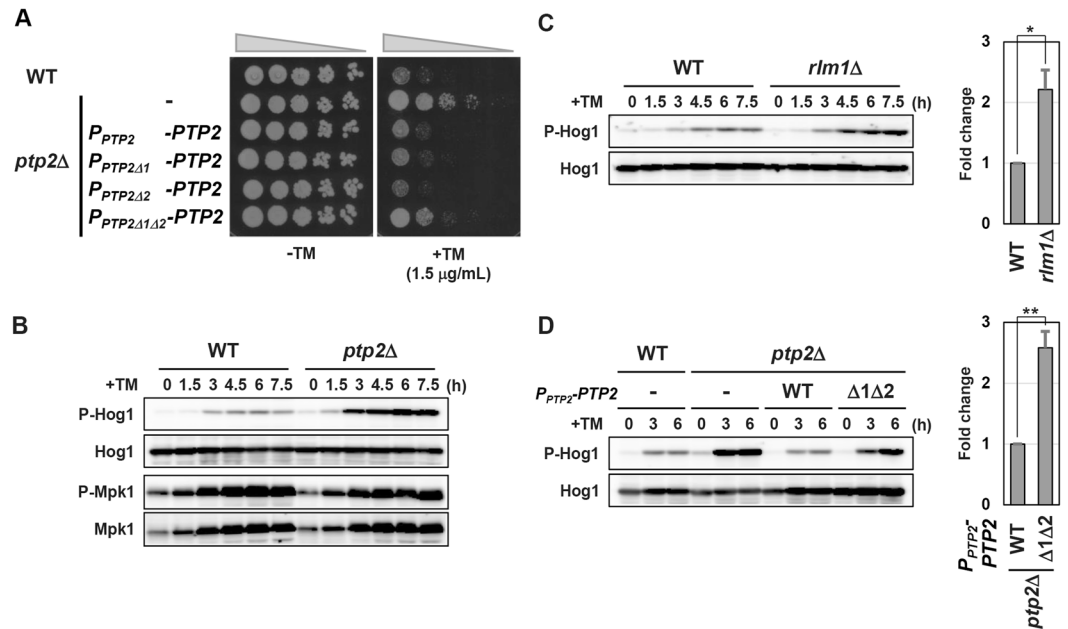 A
WT
-
P_PTP2 -PTP2
P_PTP2Δ1 -PTP2
ptp2Δ
P_PTP2Δ2 -PTP2
P_PTP2Δ1Δ2-PTP2
-TM
+TM
(1.5 μg/mL)
B
WT ptp2Δ
+TM 0 1.5 3 4.5 6 7.5 0 1.5 3 4.5 6 7.5 (h)
P-Hog1
Hog1
P-Mpk1
Mpk1
C
WT rlm1Δ
+TM 0 1.5 3 4.5 6 7.5 0 1.5 3 4.5 6 7.5 (h)
P-Hog1
Hog1
Fold change
3
2
1
0
*
WT
rlm1Δ
D
WT ptp2Δ
P_PTP2-PTP2 - - WT Δ1Δ2
+TM 0 3 6 0 3 6 0 3 6 0 3 6 (h)
P-Hog1
Hog1
Fold change
3
2
1
0
**
P_PTP2-
PTP2
WT
Δ1Δ2
ptp2Δ